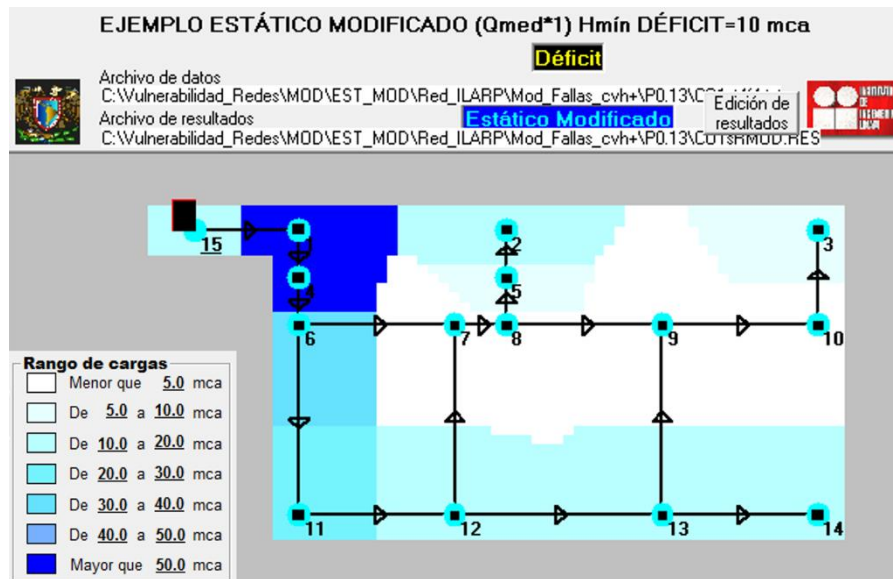 EJEMPLO ESTÁTICO MODIFICADO (Qmed*1) Hmín DÉFICIT=10 mca
Déficit
Archivo de datos
C:\Vulnerabilidad_Redes\MOD\EST_MOD\Red_ILARP\Mod_Fallas_cvh+\P0.13\
Archivo de resultados
Estático Modificado
Edición de
resultados
C:\Vulnerabilidad_Redes\MOD\EST_MOD\Red_ILARP\Mod_Fallas_cvh+\P0.13\C01sRMOD.RES
15
2
3
4
5
6
7
8
9
10
11
12
13
14
Rango de cargas
Menor que 5.0 mca
De 5.0 a 10.0 mca
De 10.0 a 20.0 mca
De 20.0 a 30.0 mca
De 30.0 a 40.0 mca
De 40.0 a 50.0 mca
Mayor que 50.0 mca